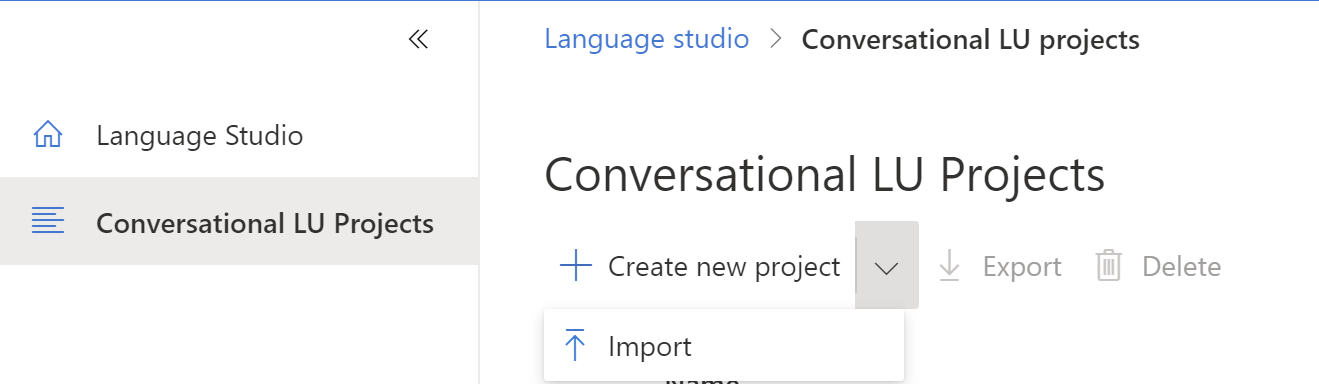 Language studio > Conversational LU projects
Language Studio
Conversational LU Projects
Conversational LU Projects
Create new project
Export
Delete
Import
Name